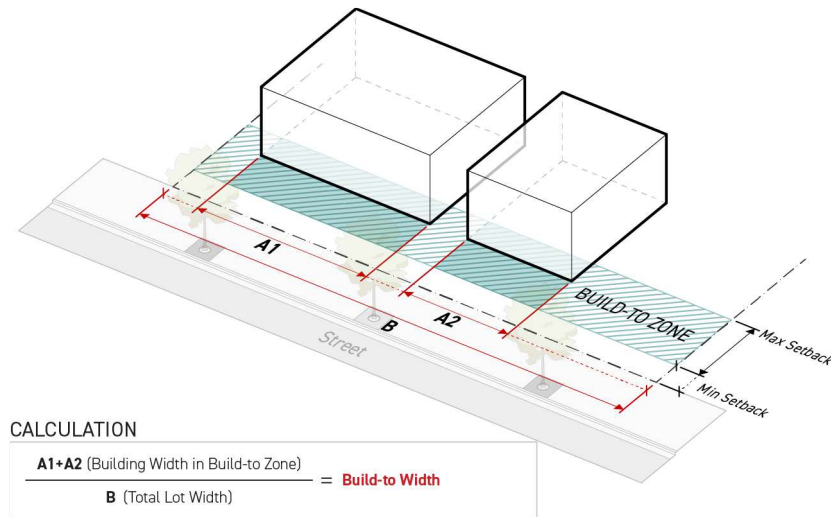 A1
A2
B
BUILD-TO ZONE
Max Setback
Min Setback
Street
CALCULATION
A1+A2 (Building Width in Build-to Zone)
B (Total Lot Width)
= Build-to Width